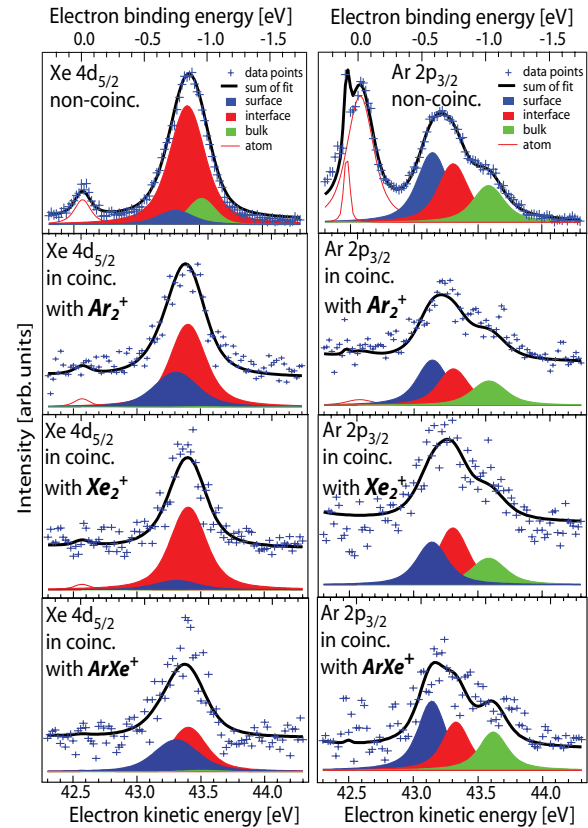 Electron binding energy [eV]
Electron binding energy [eV]
0.0 -0.5 -1.0 -1.5
0.0 -0.5 -1.0 -1.5
Xe 4d5/2
non-coinc.
data points
sum of fit
surface
interface
bulk
atom
Ar 2p3/2
non-coinc.
data points
sum of fit
surface
interface
bulk
atom
Xe 4d5/2
in coinc.
with Ar2+
Ar 2p3/2
in coinc.
with Ar2+
Intensity [arb. units]
Xe 4d5/2
in coinc.
with Xe2+
Ar 2p3/2
in coinc.
with Xe2+
Xe 4d5/2
in coinc.
with ArXe+
Ar 2p3/2
in coinc.
with ArXe+
42.5 43.0 43.5 44.0
42.5 43.0 43.5 44.0
Electron kinetic energy [eV]
Electron kinetic energy [eV]